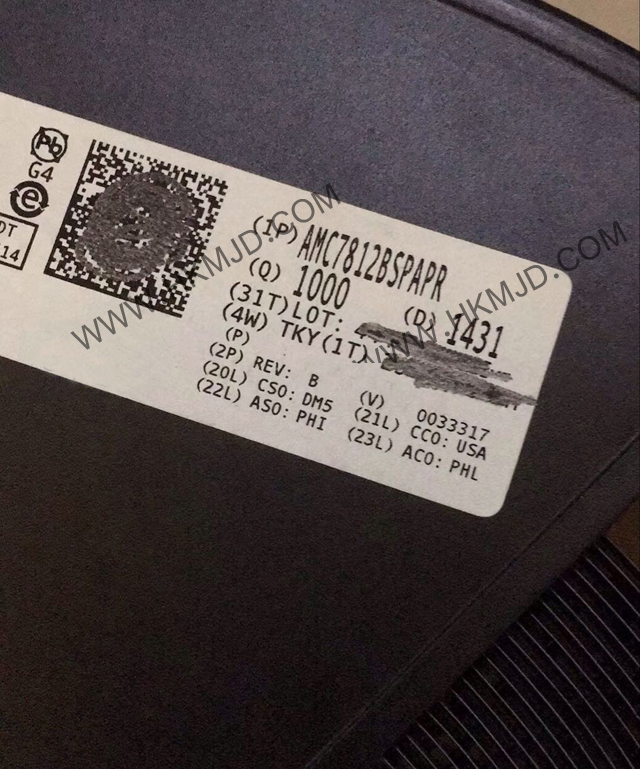 Pb
G4
e
DT
14
(1P) AMC7812BSPAPR
(Q) 1000 (D) 1431
(31T)LOT:
(4W) TKY(1T)
(P)
(2P) REV: B (V) 0033317
(20L) CSO: DM5 (21L) CCO: USA
(22L) ASO: PHI (23L) ACO: PHL
WWW.HKMJD.COM
WWW.HKMJD.COM